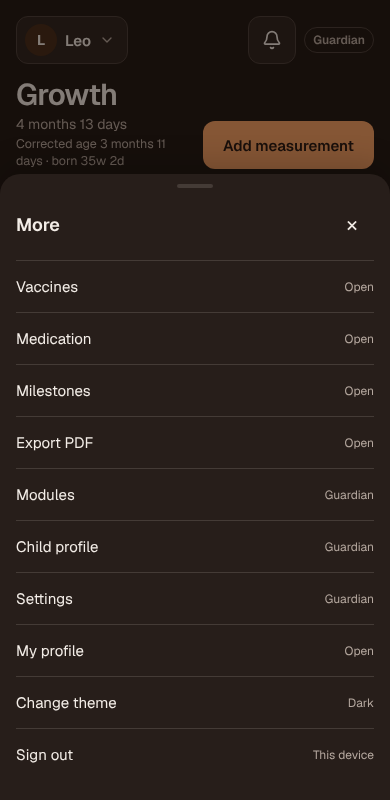 L Leo
Guardian
Growth
4 months 13 days
Corrected age 3 months 11
days · born 35w 2d
Add measurement
More
Vaccines Open
Medication Open
Milestones Open
Export PDF Open
Modules Guardian
Child profile Guardian
Settings Guardian
My profile Open
Change theme Dark
Sign out This device